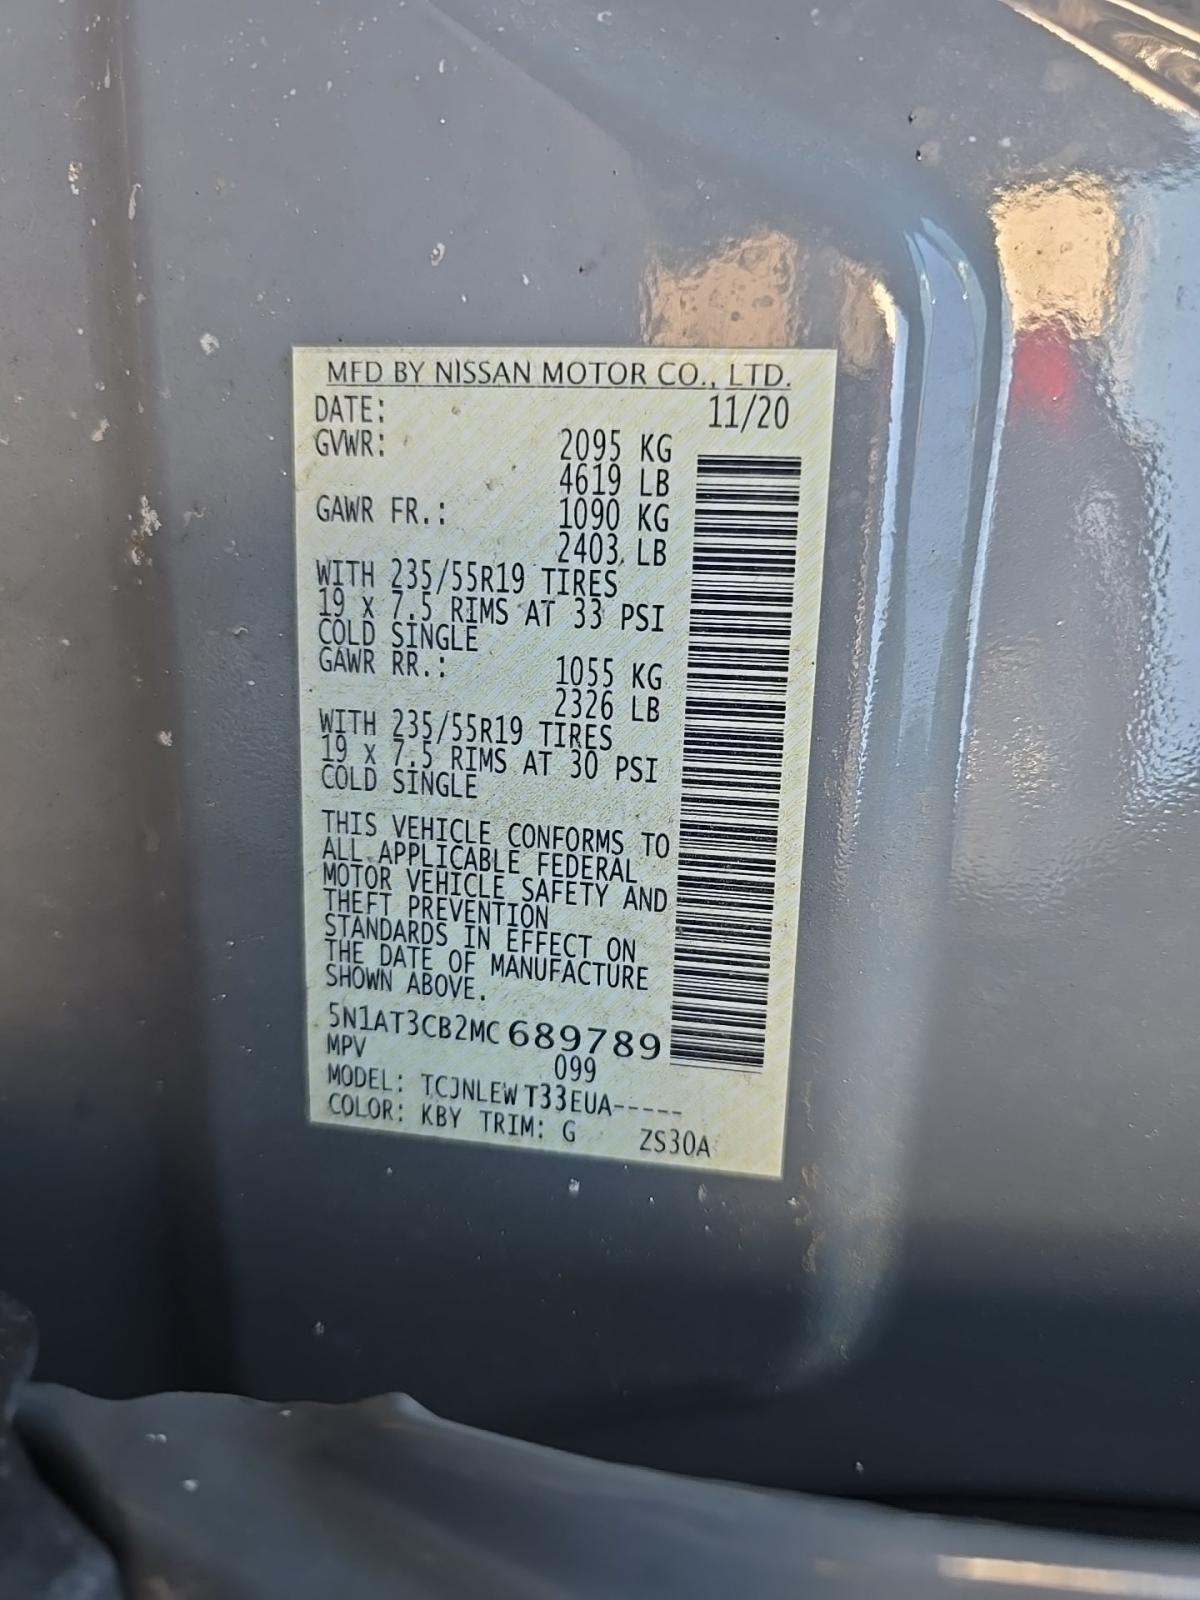 MFD BY NISSAN MOTOR CO., LTD.
DATE: 11/20
GVWR: 2095 KG
4619 LB
GAWR FR.: 1090 KG
2403 LB
WITH 235/55R19 TIRES
19 x 7.5 RIMS AT 33 PSI
COLD SINGLE
GAWR RR.: 1055 KG
2326 LB
WITH 235/55R19 TIRES
19 x 7.5 RIMS AT 30 PSI
COLD SINGLE
THIS VEHICLE CONFORMS TO
ALL APPLICABLE FEDERAL
MOTOR VEHICLE SAFETY AND
THEFT PREVENTION
STANDARDS IN EFFECT ON
THE DATE OF MANUFACTURE
SHOWN ABOVE.
5N1AT3CB2MC689789
MPV 099
MODEL: TCJNLEW T33EUA-----
COLOR: KBY TRIM: G ZS30A